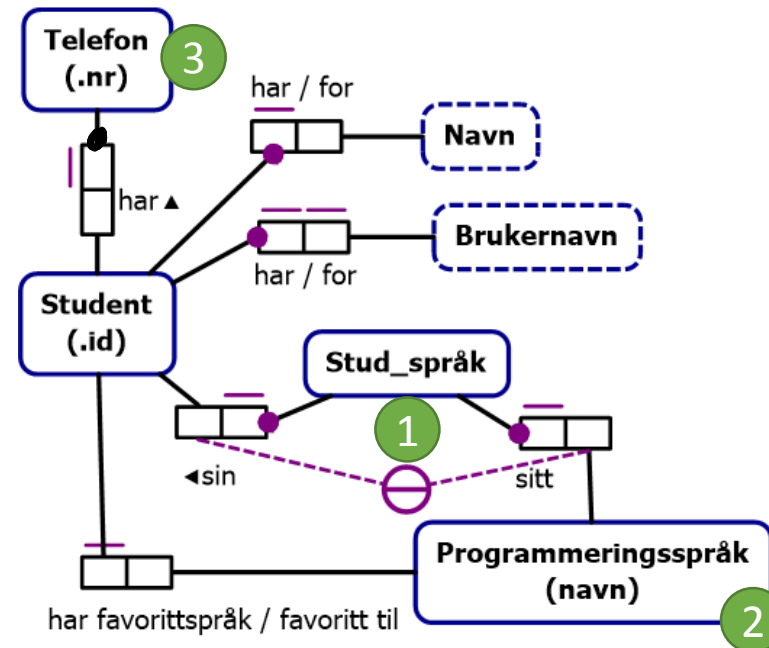 Telefon
(.nr)
3
har / for
Navn
har ▲
Brukernavn
har / for
Student
(.id)
Stud_språk
1
◄sin
sitt
Programmeringsspråk
(navn)
2
har favorittspråk / favoritt til